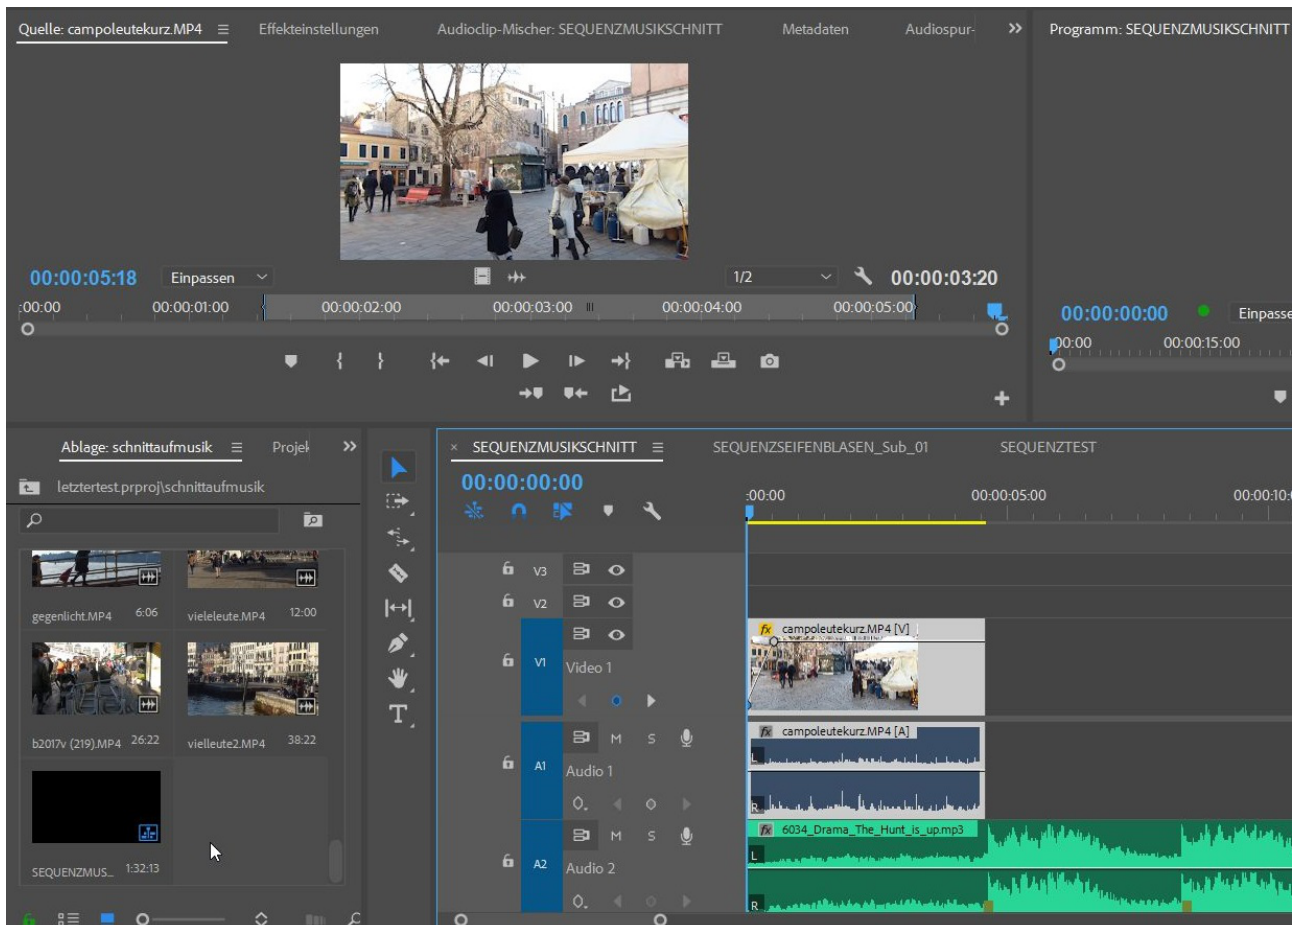 Quelle: campoleutekurz.MP4 Effekteinstellungen Audioclip-Mischer: SEQUENZMUSIKSCHNITT Metadaten Audiospur- Programm: SEQUENZMUSIKSCHNITT
00:00:05:18 Einpassen 1/2 00:00:03:20
:00:00 00:00:01:00 00:00:02:00 00:00:03:00 00:00:04:00 00:00:05:00
00:00:00:00 Einpasse
00:00 00:00:15:00
Ablage: schnittaufmusik Projek
letztertest.prproj\schnittaufmusik
gegenlicht.MP4 6:06 vieleleute.MP4 12:00
b2017v (219).MP4 26:22 vielleute2.MP4 38:22
SEQUENZMUS... 1:32:13
T
× SEQUENZMUSIKSCHNITT SEQUENZSEIFENBLASEN_Sub_01 SEQUENZTEST
00:00:00:00
:00:00 00:00:05:00 00:00:10:
V3
V2
V1 Video 1
fx campoleutekurz.MP4 [V]
M S
A1 Audio 1
fx campoleutekurz.MP4 [A]
L
R
M S
A2 Audio 2
fx 6034_Drama_The_Hunt_is_up.mp3
L
R